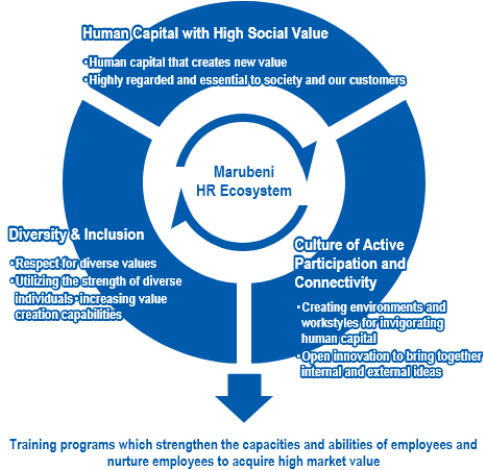 Human Capital with High Social Value
・Human capital that creates new value
・Highly regarded and essential to society and our customers
Marubeni
HR Ecosystem
Diversity & Inclusion
・Respect for diverse values
・Utilizing the strength of diverse
individuals・increasing value
creation capabilities
Culture of Active
Participation and
Connectivity
・Creating environments and
workstyles for invigorating
human capital
・Open innovation to bring together
internal and external ideas
Training programs which strengthen the capacities and abilities of employees and
nurture employees to acquire high market value